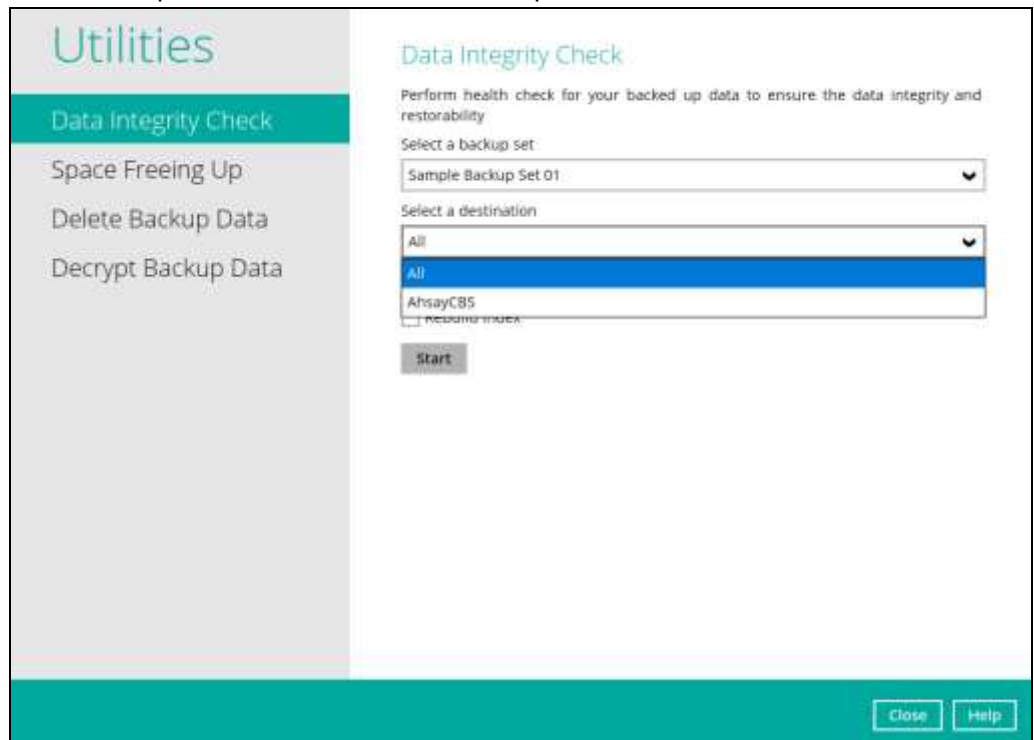 Utilities
Data Integrity Check
Space Freeing Up
Delete Backup Data
Decrypt Backup Data
Data Integrity Check
Perform health check for your backed up data to ensure the data integrity and
restorability
Select a backup set
Sample Backup Set 01
Select a destination
All
All
AhsayCBS
Rebuild index
Start
Close
Help